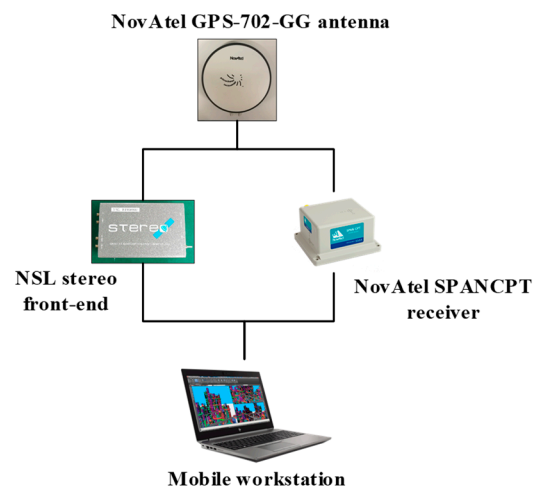 NovAtel GPS-702-GG antenna
NovAtel
stereo
NSL stereo
front-end
NovAtel SPANCPT
receiver
Mobile workstation